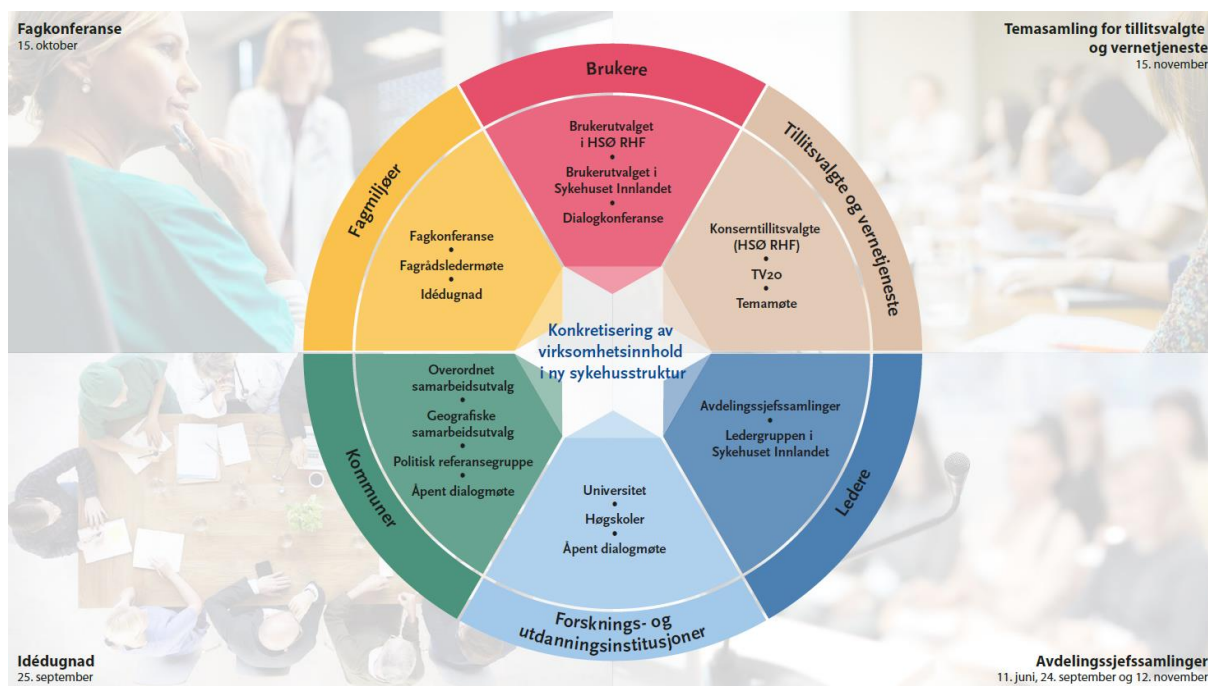 Fagkonferanse
15. oktober
Temasamling for tillitsvalgte
og vernetjeneste
15. november
Brukere
Brukerutvalget
i HSØ RHF
•
Brukerutvalget i
Sykehuset Innlandet
•
Dialogkonferanse
Tillitsvalgte og vernetjeneste
Konserntillitsvalgte
(HSØ RHF)
•
TV20
•
Temamøte
Fagmiljøer
Fagkonferanse
•
Fagrådsledermøte
•
Idédugnad
Konkretisering av
virksomhetsinnhold
i ny sykehusstruktur
Kommuner
Overordnet
samarbeidsutvalg
•
Geografiske
samarbeidsutvalg
•
Politisk referansegruppe
•
Åpent dialogmøte
Ledere
Avdelingssjefssamlinger
•
Ledergruppen i
Sykehuset Innlandet
Universitet
•
Høgskoler
•
Åpent dialogmøte
Forsknings- og
utdanningsinstitusjoner
Idédugnad
25. september
Avdelingssjefssamlinger
11. juni, 24. september og 12. november